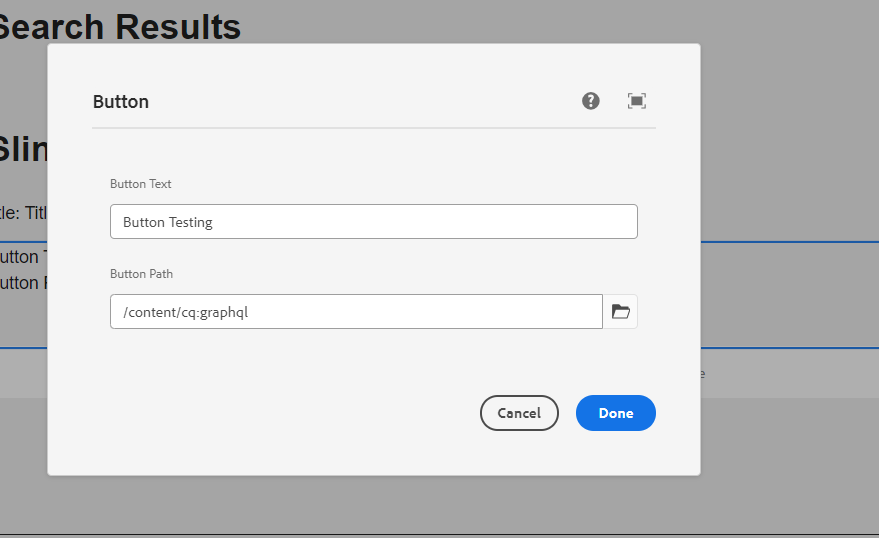 Search Results
Button
Slin
tle: Titl
Button Text
Button Testing
utton T
Button Path
utton P
/content/cq:graphql
e
Cancel
Done